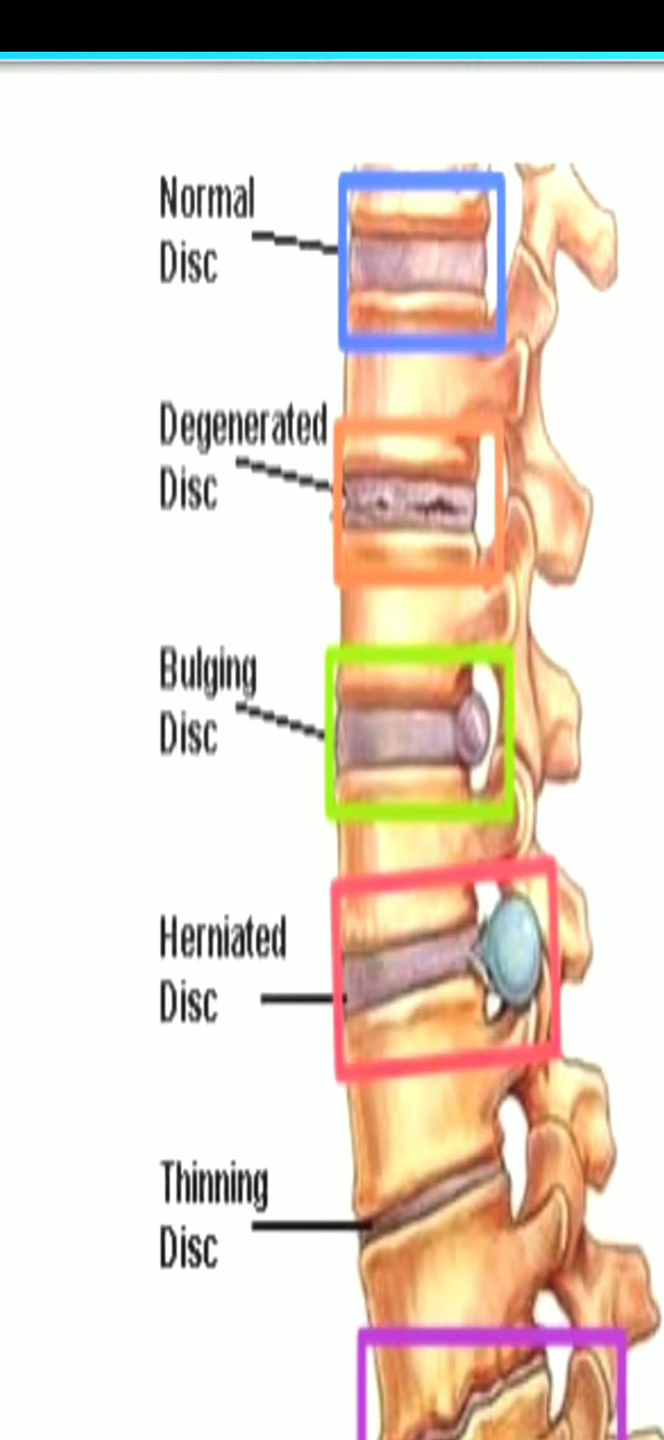 Normal
Disc
Degenerated
Disc
Bulging
Disc
Herniated
Disc
Thinning
Disc